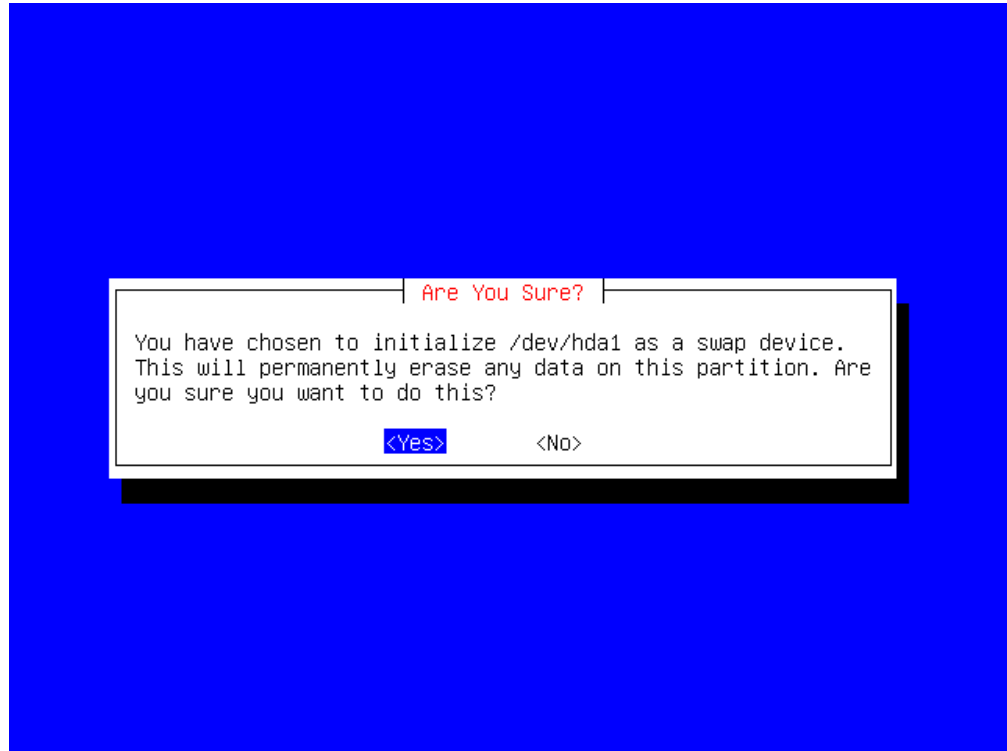 Are You Sure?
You have chosen to initialize /dev/hda1 as a swap device.
This will permanently erase any data on this partition. Are
you sure you want to do this?
<Yes> <No>